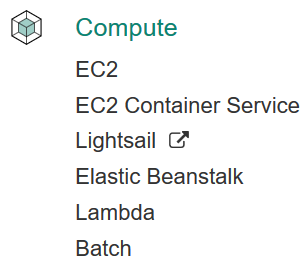 Compute
EC2
EC2 Container Service
Lightsail
Elastic Beanstalk
Lambda
Batch